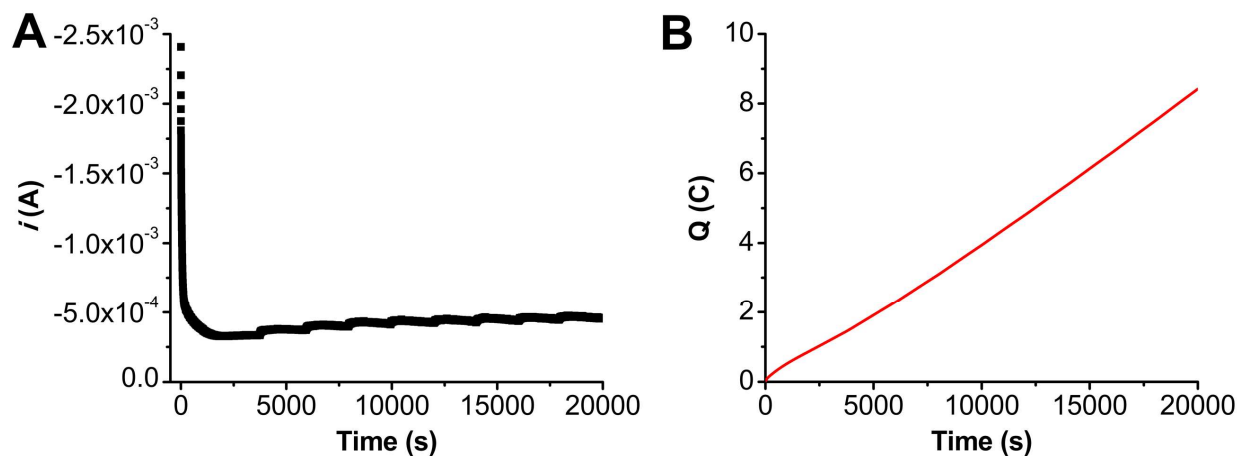 A
-2.5x10⁻³
-2.0x10⁻³
-1.5x10⁻³
-1.0x10⁻³
-5.0x10⁻⁴
0.0
i (A)
0 5000 10000 15000 20000
Time (s)
B
10
8
6
4
2
0
Q (C)
0 5000 10000 15000 20000
Time (s)